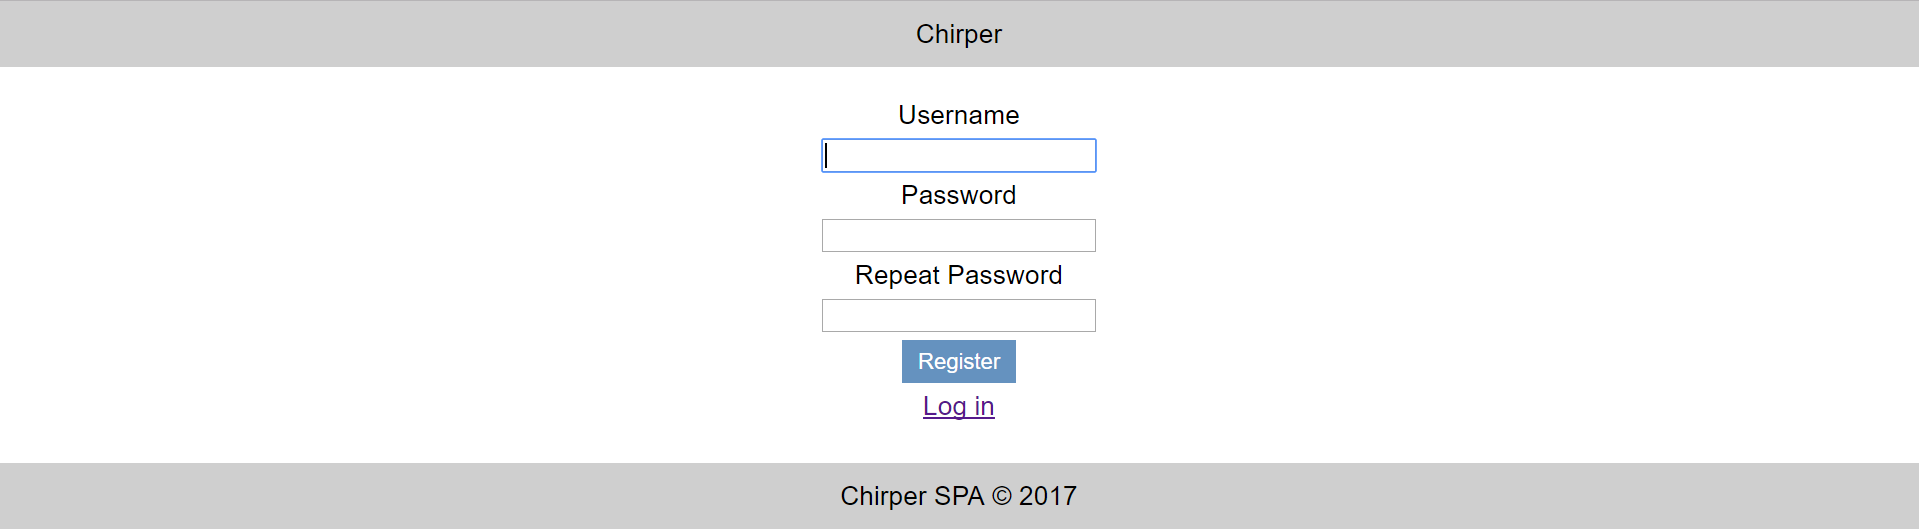 Chirper
Username
Password
Repeat Password
Register
Log in
Chirper SPA © 2017